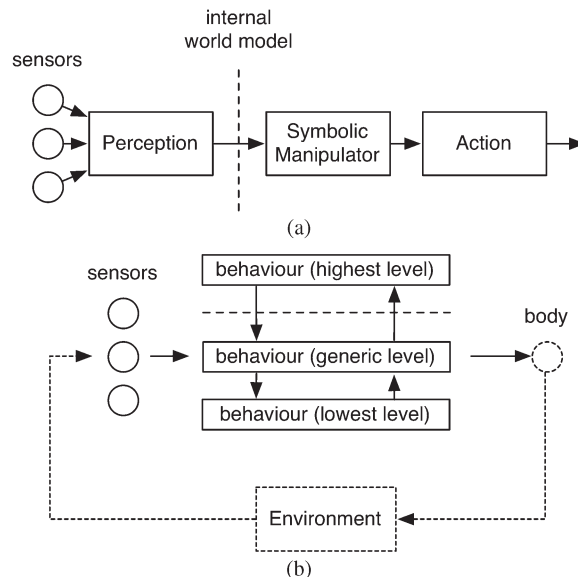 internal
world model
sensors
Perception
Symbolic
Manipulator
Action
(a)
behaviour (highest level)
sensors
body
behaviour (generic level)
behaviour (lowest level)
Environment
(b)